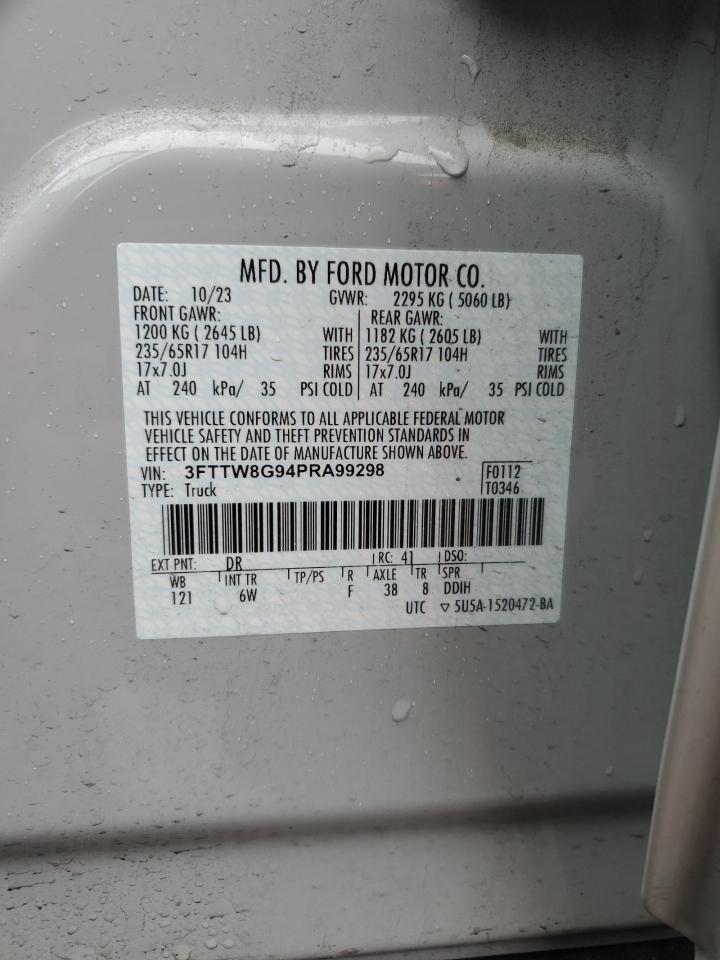 MFD. BY FORD MOTOR CO.
DATE: 10/23 GVWR: 2295 KG ( 5060 LB)
FRONT GAWR: REAR GAWR:
1200 KG ( 2645 LB) WITH 1182 KG ( 2605 LB) WITH
235/65R17 104H TIRES 235/65R17 104H TIRES
17x7.0J RIMS 17x7.0J RIMS
AT 240 kPa/ 35 PSI COLD AT 240 kPa/ 35 PSI COLD
THIS VEHICLE CONFORMS TO ALL APPLICABLE FEDERAL MOTOR
VEHICLE SAFETY AND THEFT PREVENTION STANDARDS IN
EFFECT ON THE DATE OF MANUFACTURE SHOWN ABOVE.
VIN: 3FTTW8G94PRA99298 F0112
TYPE: Truck T0346
EXT PNT: DR RC: 41 DSO:
WB INT TR TP/PS R AXLE TR SPR
121 6W F 38 8 DDIH
UTC ▽ 5U5A-1520472-BA